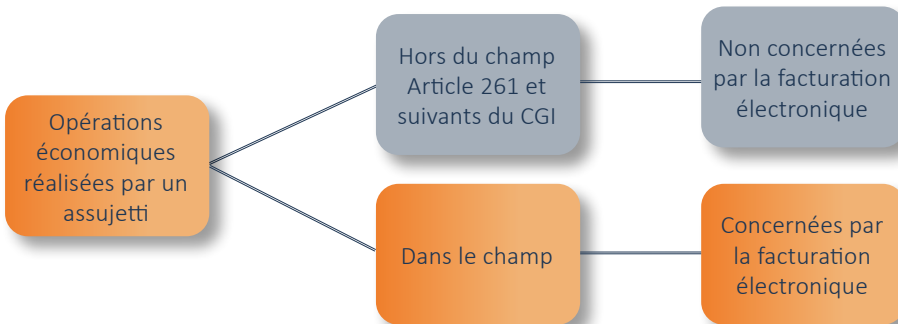 Opérations
économiques
réalisées par un
assujetti
Hors du champ
Article 261 et
suivants du CGI
Non concernées
par la facturation
électronique
Dans le champ
Concernées par
la facturation
électronique